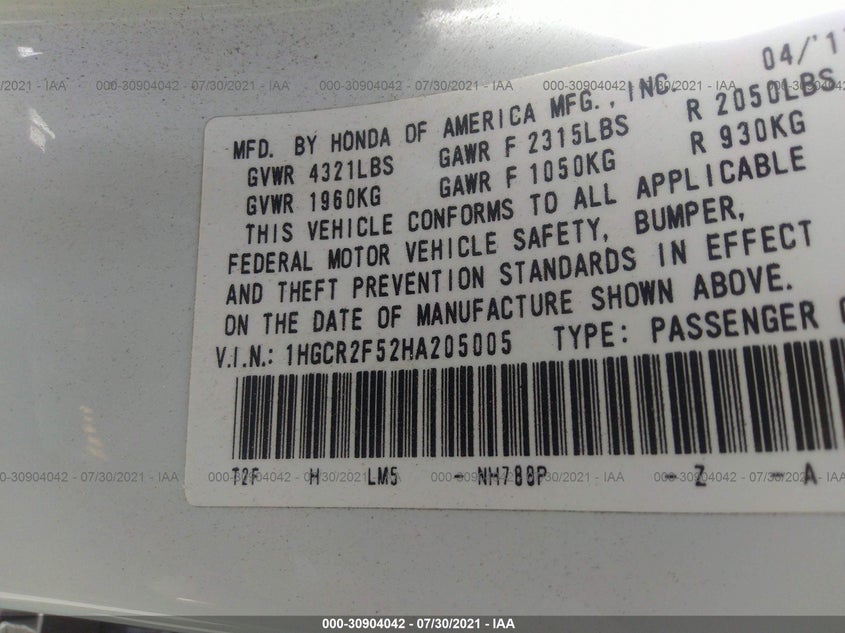 04/'1
MFD. BY HONDA OF AMERICA MFG., INC.
GVWR 4321LBS GAWR F 2315LBS R 2050LBS
GVWR 1960KG GAWR F 1050KG R 930KG
THIS VEHICLE CONFORMS TO ALL APPLICABLE
FEDERAL MOTOR VEHICLE SAFETY, BUMPER,
AND THEFT PREVENTION STANDARDS IN EFFECT
ON THE DATE OF MANUFACTURE SHOWN ABOVE.
V.I.N.: 1HGCR2F52HA205005 TYPE: PASSENGER
T2F H LM5 - NH788P - Z - A
000-30904042 - 07/30/2021 - IAA